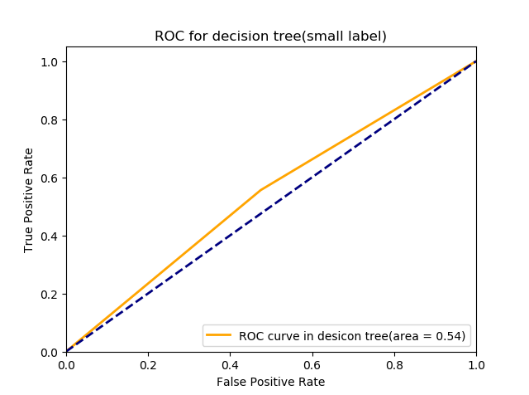 ROC for decision tree(small label)
1.0
0.8
0.6
0.4
0.2
0.0
True Positive Rate
ROC curve in desicon tree(area = 0.54)
0.0 0.2 0.4 0.6 0.8 1.0
False Positive Rate